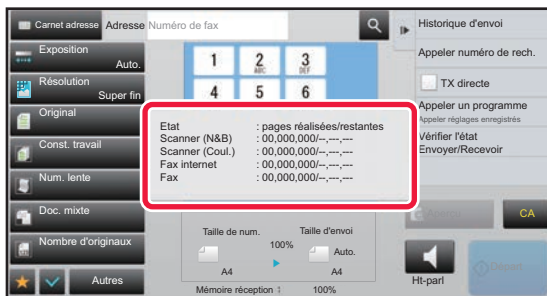 Carnet adresse
Adresse
Numéro de fax
Historique d'envoi
Exposition
Auto.
1
2
ABC
3
DEF
Appeler numéro de rech.
Résolution
Super fin
4
5
6
TX directe
Original
Appeler un programme
Appeler réglages enregistrés
Etat : pages réalisées/restantes
Scanner (N&B) : 00,000,000/--,---,---
Scanner (Coul.) : 00,000,000/--,---,---
Fax internet : 00,000,000/--,---,---
Fax : 00,000,000/--,---,---
Vérifier l'état
Envoyer/Recevoir
Const. travail
Num. lente
Doc. mixte
CA
Nombre d'originaux
Taille de num.
Taille d'envoi
100%
Auto.
A4
A4
Départ
Autres
Ht-parl
Mémoire réception :
100%